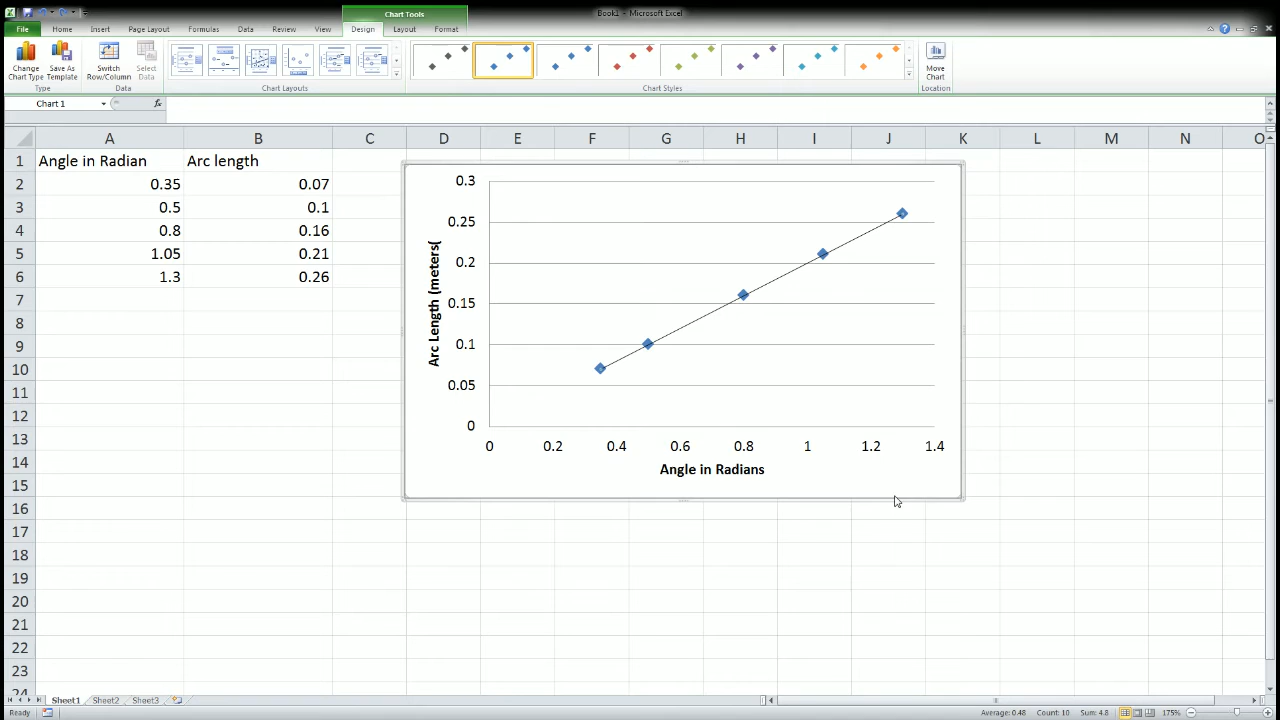 Chart Tools
Book1 - Microsoft Excel
File Home Insert Page Layout Formulas Data Review View Design Layout Format
Change Chart Type
Save As Template
Switch Row/Column
Select Data
Move Chart
Type Data Chart Layouts Chart Styles Location
Chart 1 fx
A B C D E F G H I J K L M N O
1 Angle in Radian Arc length
2 0.35 0.07
3 0.5 0.1
4 0.8 0.16
5 1.05 0.21
6 1.3 0.26
7
8
9
10
11
12
13
14
15
16
17
18
19
20
21
22
23
24
0.3
0.25
0.2
0.15
0.1
0.05
0
Arc Length (meters(
0 0.2 0.4 0.6 0.8 1 1.2 1.4
Angle in Radians
Sheet1 Sheet2 Sheet3
Ready Average: 0.48 Count: 10 Sum: 4.8 175%